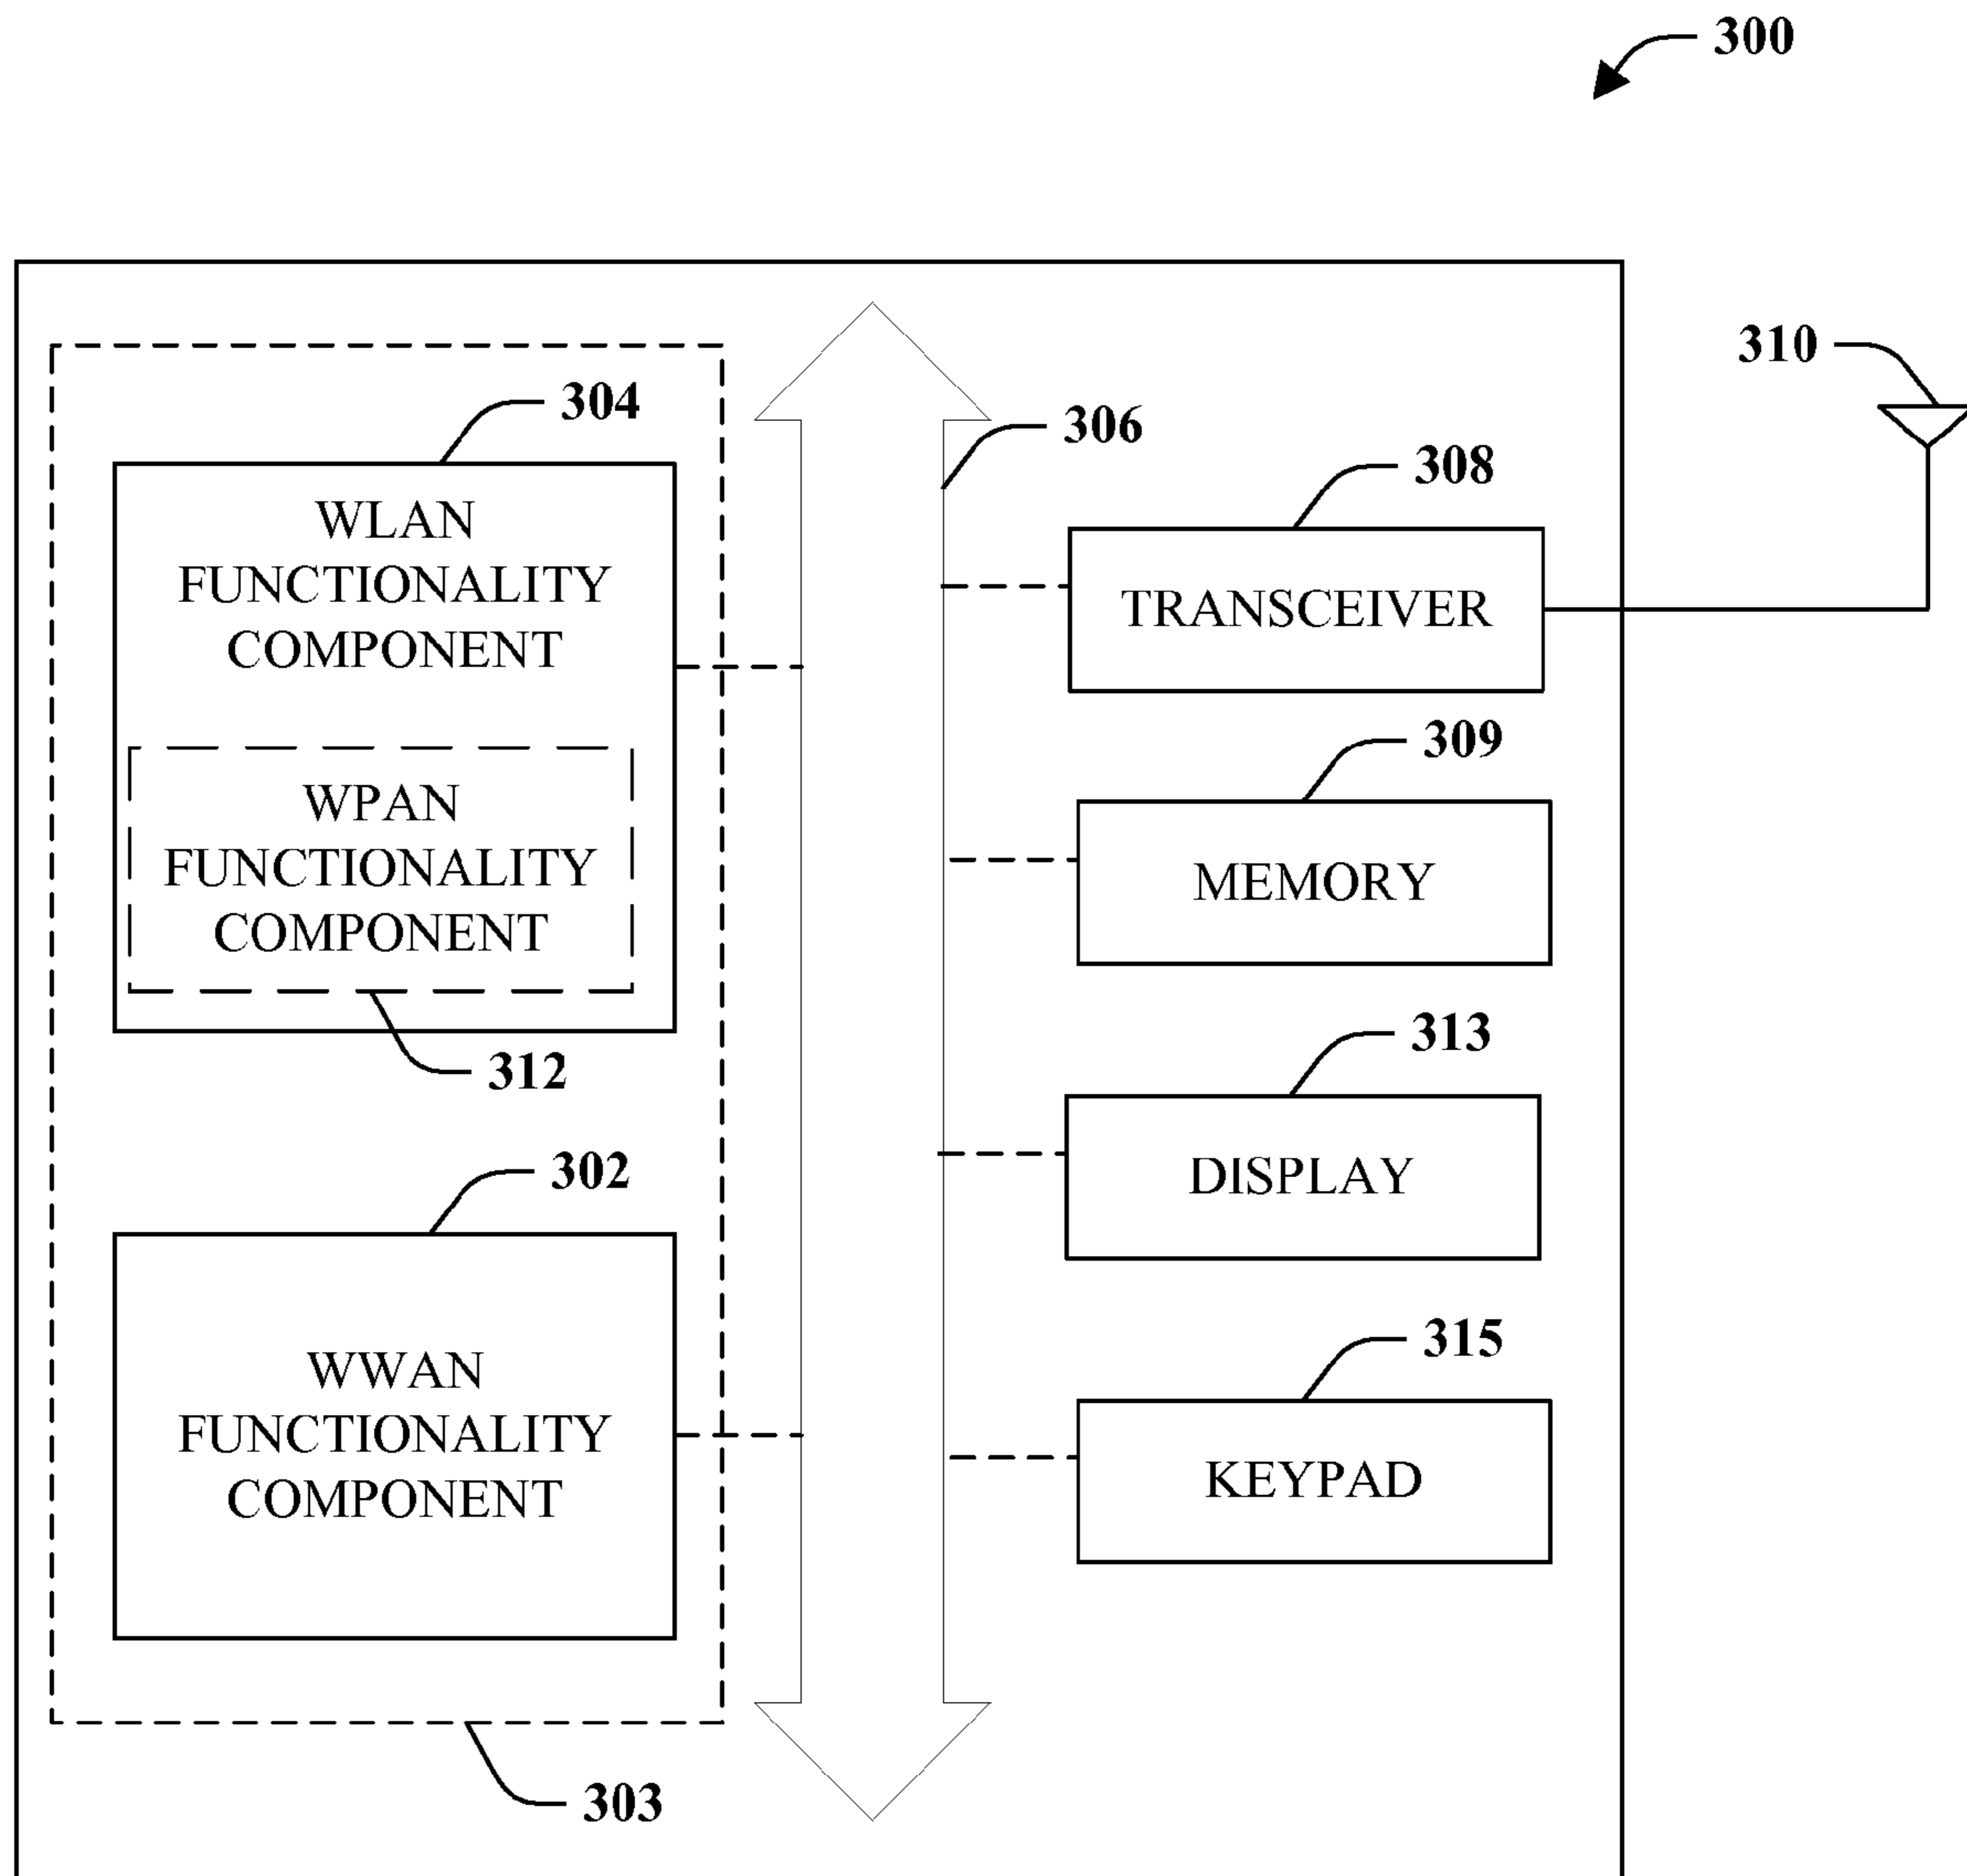 300
310
304
306
308
WLAN
FUNCTIONALITY
COMPONENT
TRANSCEIVER
309
WPAN
FUNCTIONALITY
COMPONENT
MEMORY
313
312
302
DISPLAY
315
WWAN
FUNCTIONALITY
COMPONENT
KEYPAD
303